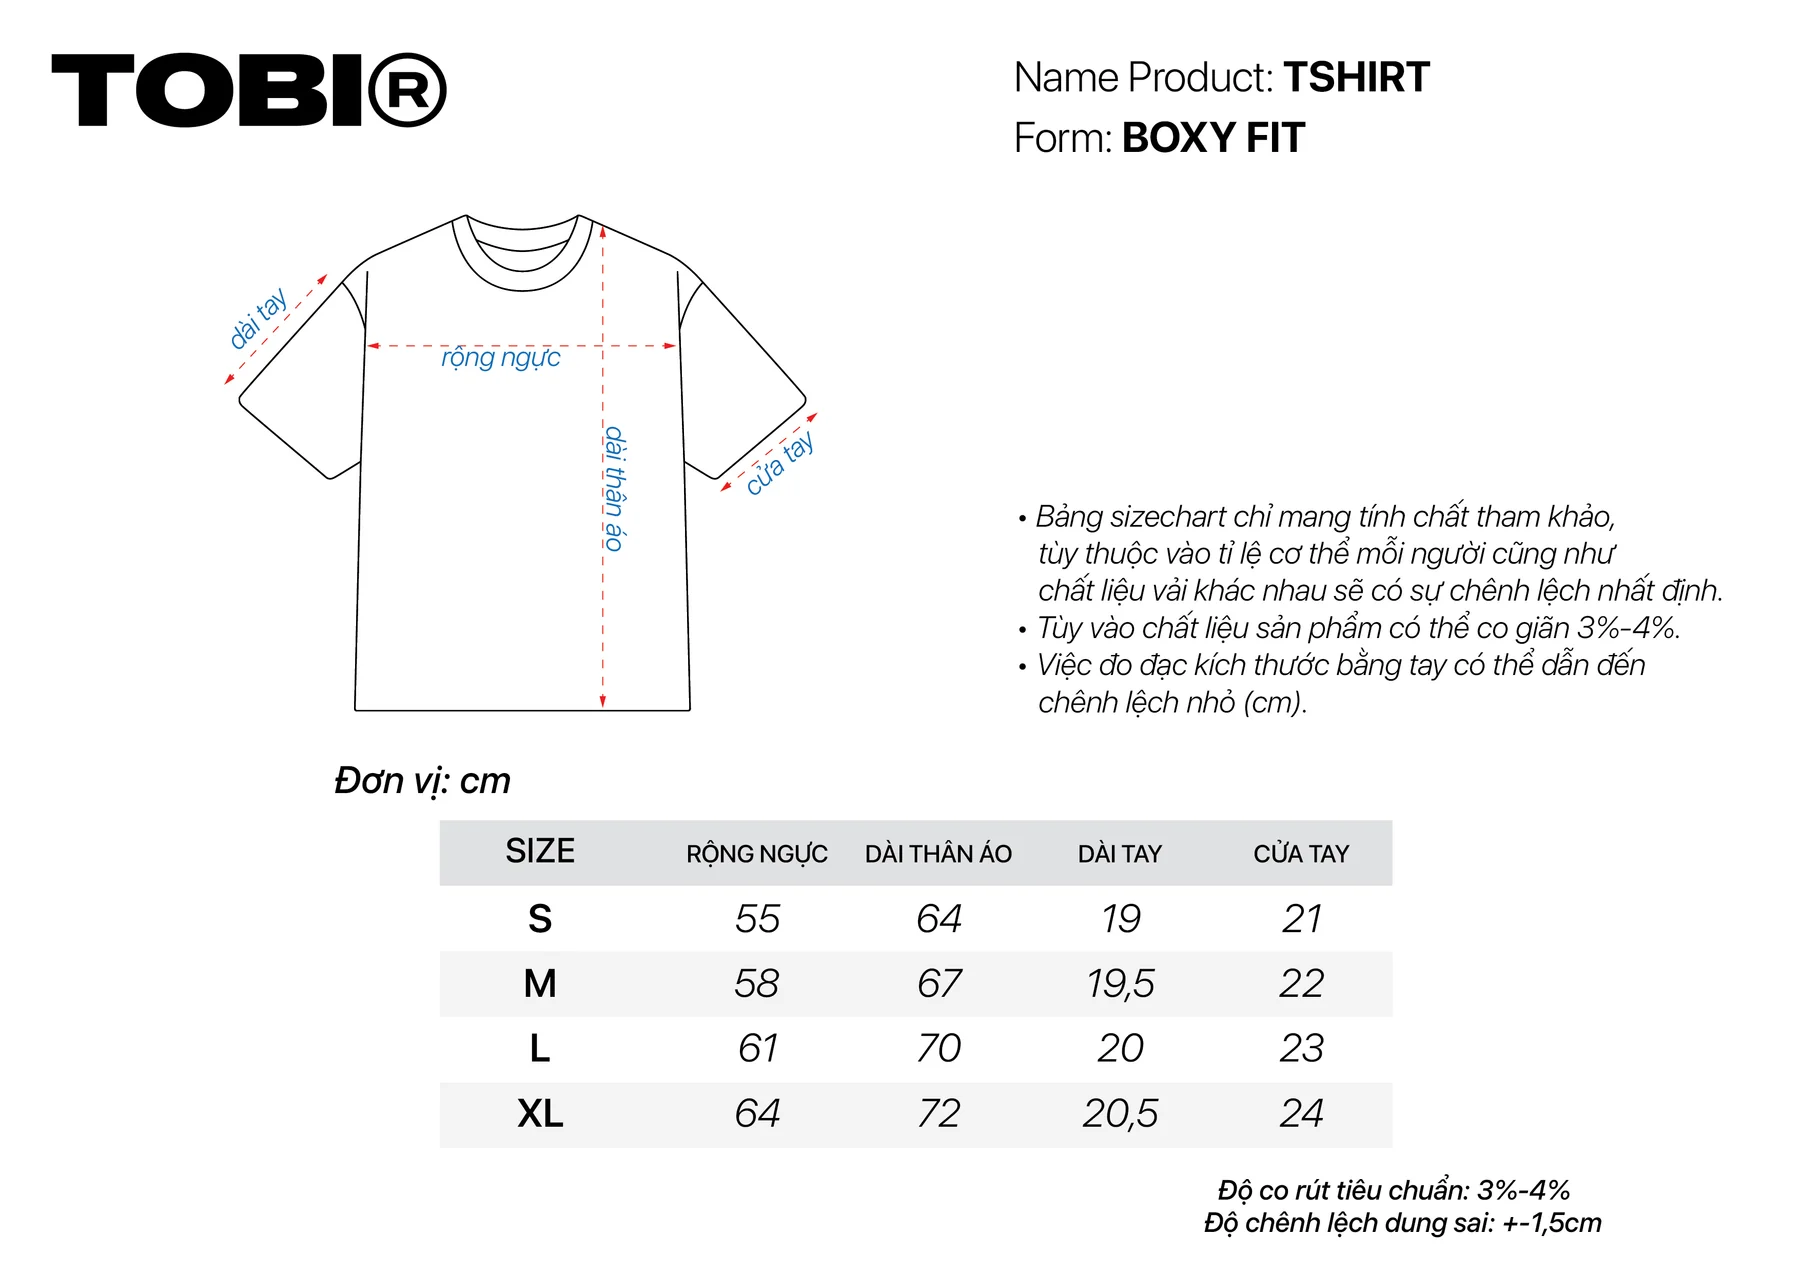 TOBI®
Name Product: TSHIRT
Form: BOXY FIT
dài tay
rộng ngực
dài thân áo
cửa tay
• Bảng sizechart chỉ mang tính chất tham khảo,
tùy thuộc vào tỉ lệ cơ thể mỗi người cũng như
chất liệu vải khác nhau sẽ có sự chênh lệch nhất định.
• Tùy vào chất liệu sản phẩm có thể co giãn 3%-4%.
• Việc đo đạc kích thước bằng tay có thể dẫn đến
chênh lệch nhỏ (cm).
Đơn vị: cm
SIZE RỘNG NGỰC DÀI THÂN ÁO DÀI TAY CỬA TAY
S 55 64 19 21
M 58 67 19,5 22
L 61 70 20 23
XL 64 72 20,5 24
Độ co rút tiêu chuẩn: 3%-4%
Độ chênh lệch dung sai: +-1,5cm